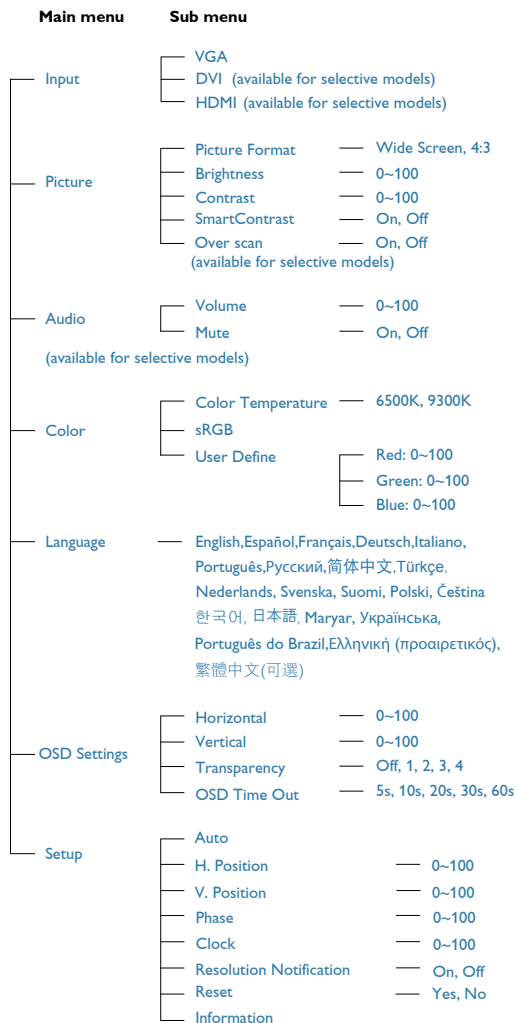 Main menu Sub menu
VGA
Input DVI (available for selective models)
HDMI (available for selective models)
Picture Format Wide Screen, 4:3
Brightness 0~100
Picture
Contrast 0~100
SmartContrast On, Off
Over scan On, Off
(available for selective models)
Volume 0~100
Audio
Mute On, Off
(available for selective models)
Color Temperature 6500K, 9300K
Color sRGB
User Define Red: 0~100
Green: 0~100
Blue: 0~100
Language English,Español,Français,Deutsch,Italiano,
Português,Русский,简体中文,Türkçe,
Nederlands, Svenska, Suomi, Polski, Čeština
한국어, 日本語, Maryar, Українська,
Português do Brazil,Ελληνική (προαιρετικός),
繁體中文(可選)
Horizontal 0~100
Vertical 0~100
OSD Settings
Transparency Off, 1, 2, 3, 4
OSD Time Out 5s, 10s, 20s, 30s, 60s
Auto
Setup
H. Position 0~100
V. Position 0~100
Phase 0~100
Clock 0~100
Resolution Notification On, Off
Reset Yes, No
Information